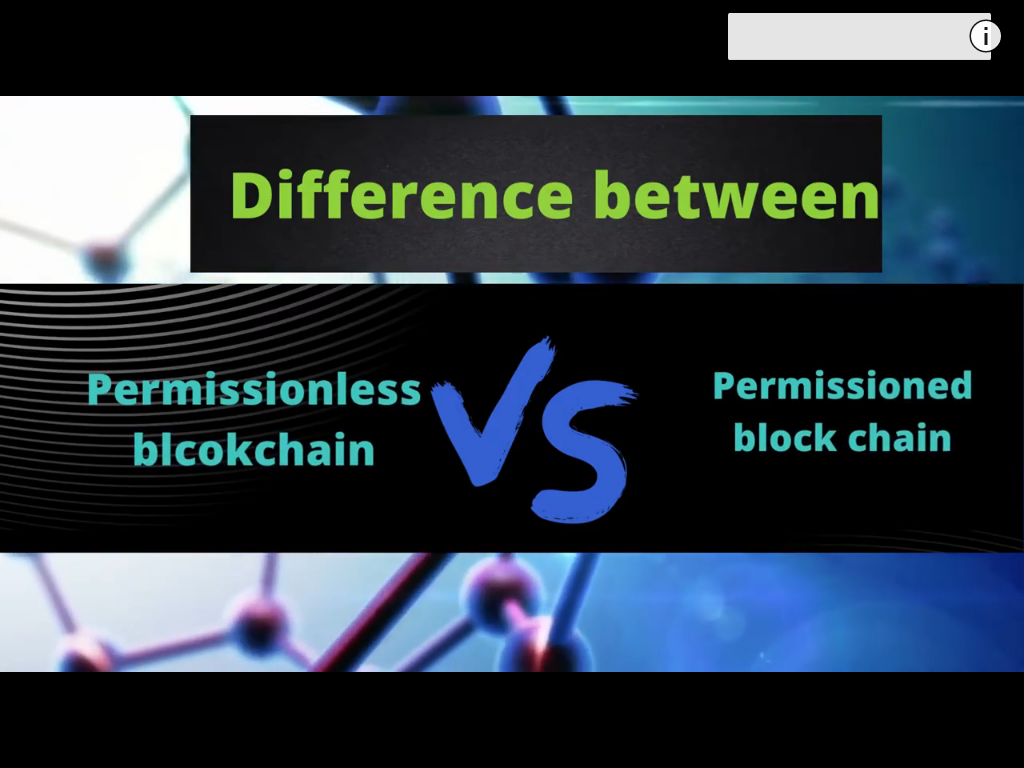 Difference between
Permissionless
blcokchain
VS
Permissioned
block chain